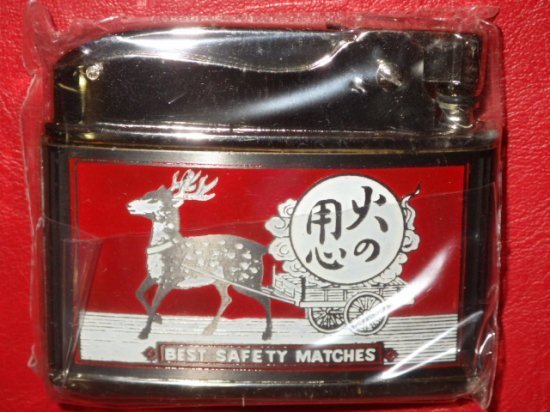 火の
用心
BEST SAFETY MATCHES